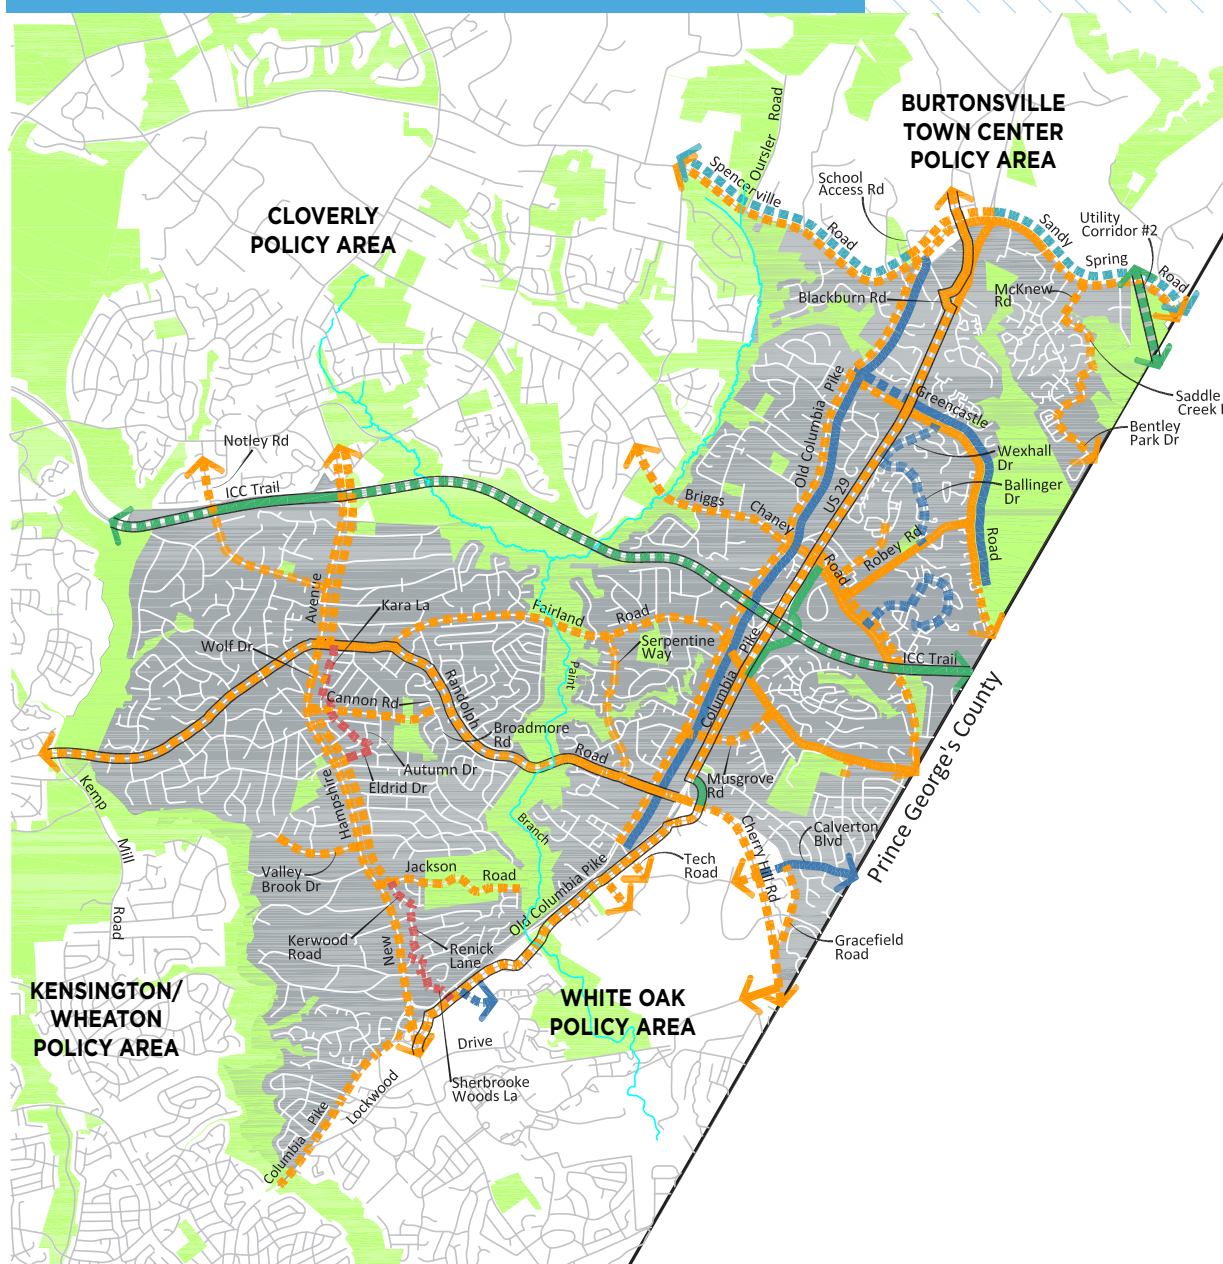 BURTONSVILLE
TOWN CENTER
POLICY AREA
Oursler Road
Spencerville
Road
School
Access Rd
Sandy
Utility
Corridor #2
Spring
Road
CLOVERLY
POLICY AREA
Blackburn Rd
McKnew
Rd
Saddle
Creek
Bentley
Park Dr
Old Columbia Pike
Greencastle
Wexhall
Dr
Ballinger
Dr
Road
Notley Rd
ICC Trail
US 29
Briggs
Chaney
Road
Robey Rd
Avenue
Kara La
Fairland
Road
Serpentine
Way
Wolf Dr
Cannon Rd
Randolph
Paint
Pike
Columbia
ICC Trail
Broadmore
Rd
Road
Autumn Dr
Eldrid Dr
Hampshire
Musgrove
Rd
Prince George's County
Kemp
Mill
Road
Branch
Cherry Hill Rd
Calverton
Blvd
Valley
Brook Dr
Jackson
Road
Tech
Road
Old Columbia Pike
Kerwood
Road
New
Renick
Lane
Gracefield
Road
KENSINGTON/
WHEATON
POLICY AREA
WHITE OAK
POLICY AREA
Drive
Lockwood
Sherbrooke
Woods La
Columbia Pike